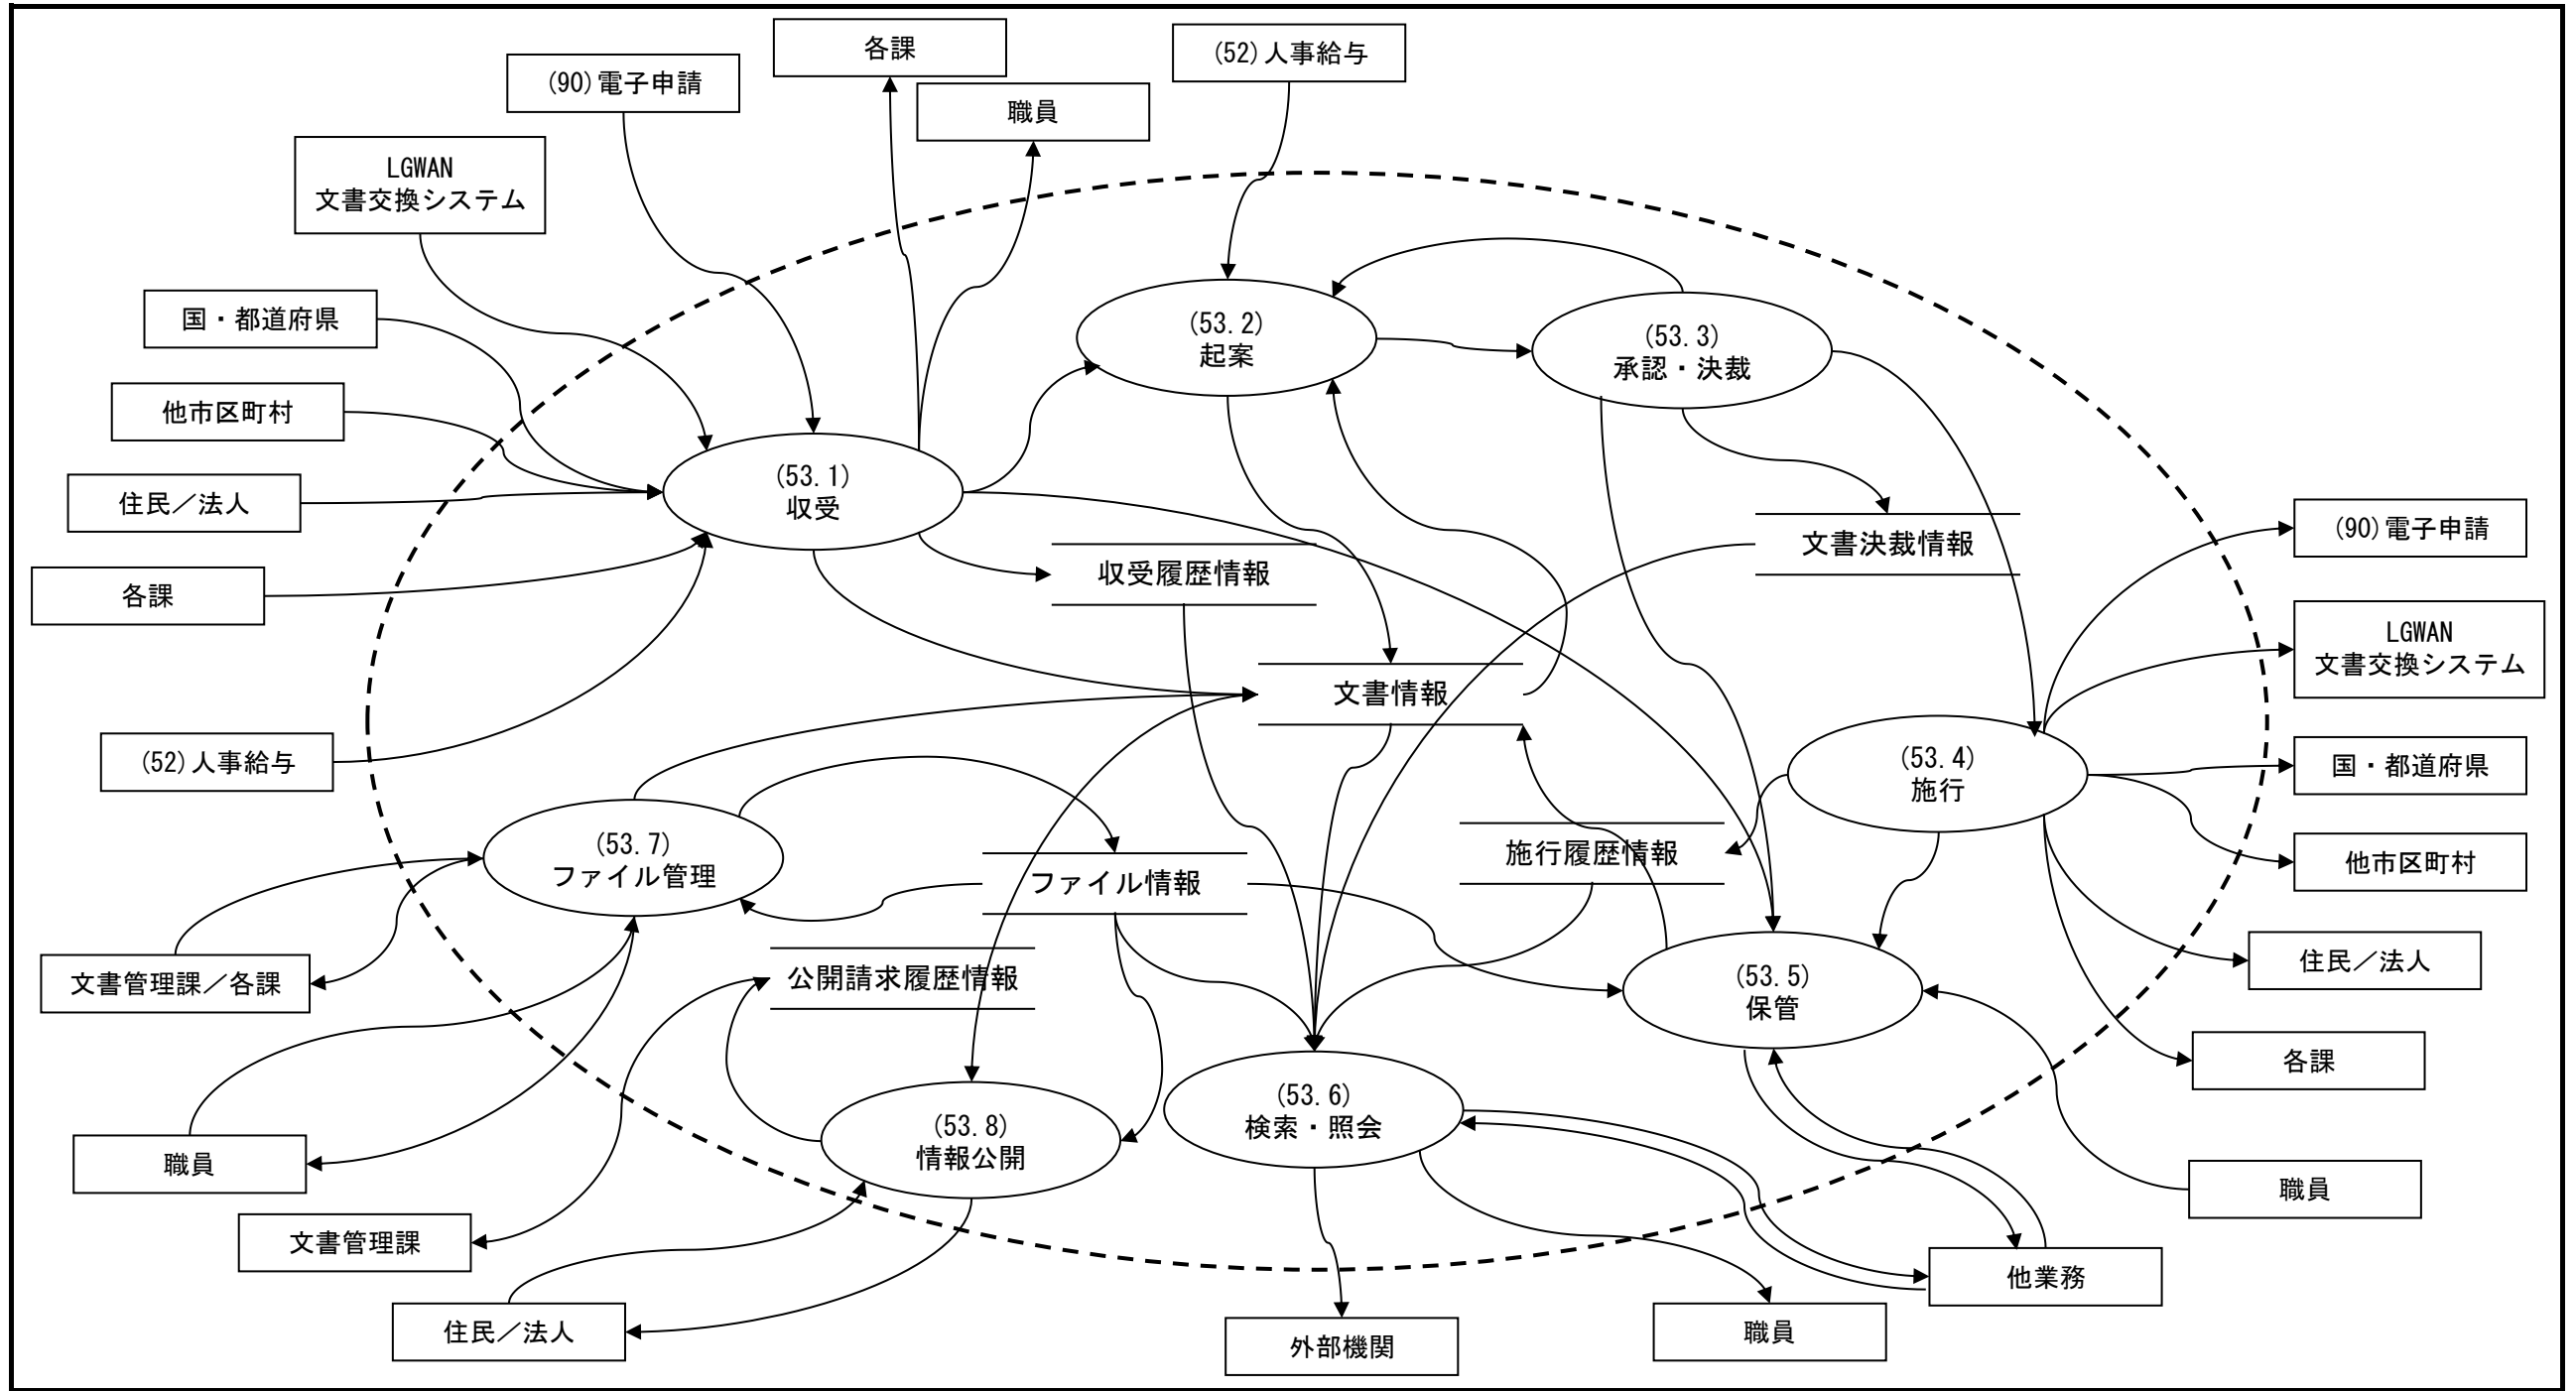 各課
(52)人事給与
(90)電子申請
職員
LGWAN
文書交換システム
国・都道府県
(53.2)
起案
(53.3)
承認・決裁
他市区町村
(53.1)
収受
住民／法人
(90)電子申請
文書決裁情報
収受履歴情報
各課
LGWAN
文書交換システム
文書情報
(52)人事給与
(53.4)
施行
国・都道府県
(53.7)
ファイル管理
施行履歴情報
他市区町村
ファイル情報
住民／法人
文書管理課／各課
公開請求履歴情報
(53.5)
保管
各課
(53.6)
検索・照会
(53.8)
情報公開
職員
職員
文書管理課
他業務
住民／法人
外部機関
職員